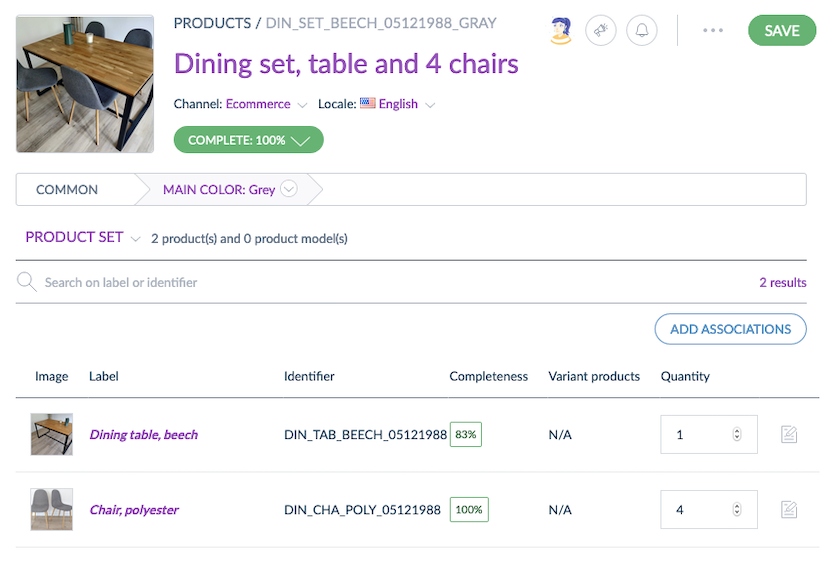 PRODUCTS / DIN_SET_BEECH_05121988_GRAY
SAVE
Dining set, table and 4 chairs
Channel: Ecommerce Locale: English
COMPLETE: 100%
COMMON MAIN COLOR: Grey
PRODUCT SET 2 product(s) and 0 product model(s)
Search on label or identifier 2 results
ADD ASSOCIATIONS
Image Label Identifier Completeness Variant products Quantity
Dining table, beech DIN_TAB_BEECH_05121988 83% N/A 1
Chair, polyester DIN_CHA_POLY_05121988 100% N/A 4